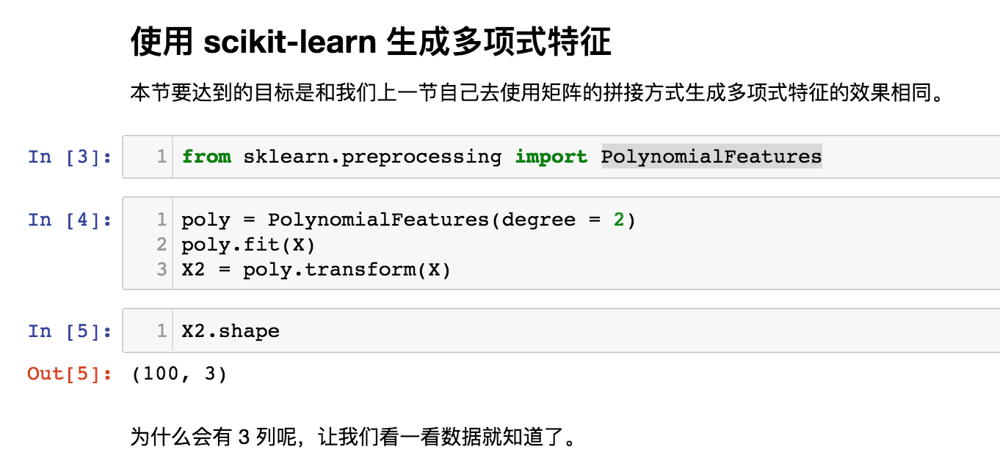 使用 scikit-learn 生成多项式特征
本节要达到的目标是和我们上一节自己去使用矩阵的拼接方式生成多项式特征的效果相同。
In [3]: 1 from sklearn.preprocessing import PolynomialFeatures
In [4]: 1 poly = PolynomialFeatures(degree = 2)
2 poly.fit(X)
3 X2 = poly.transform(X)
In [5]: 1 X2.shape
Out[5]: (100, 3)
为什么会有 3 列呢，让我们看一看数据就知道了。